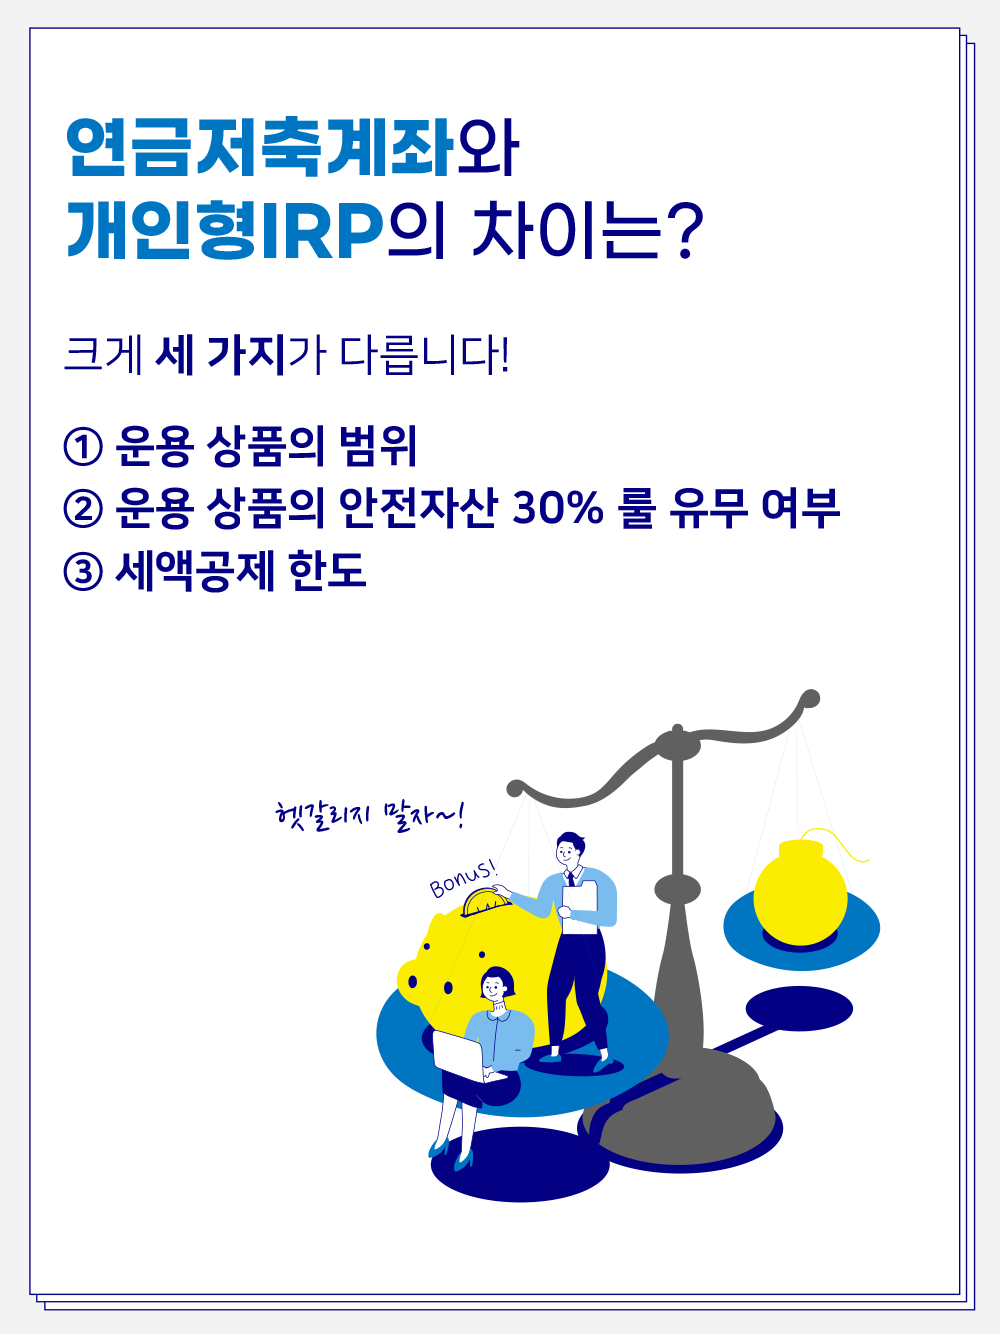 연금저축계좌와
개인형IRP의 차이는?
크게 세 가지가 다릅니다!
① 운용 상품의 범위
② 운용 상품의 안전자산 30% 룰 유무 여부
③ 세액공제 한도
헷갈리지 말자~!
Bonus!